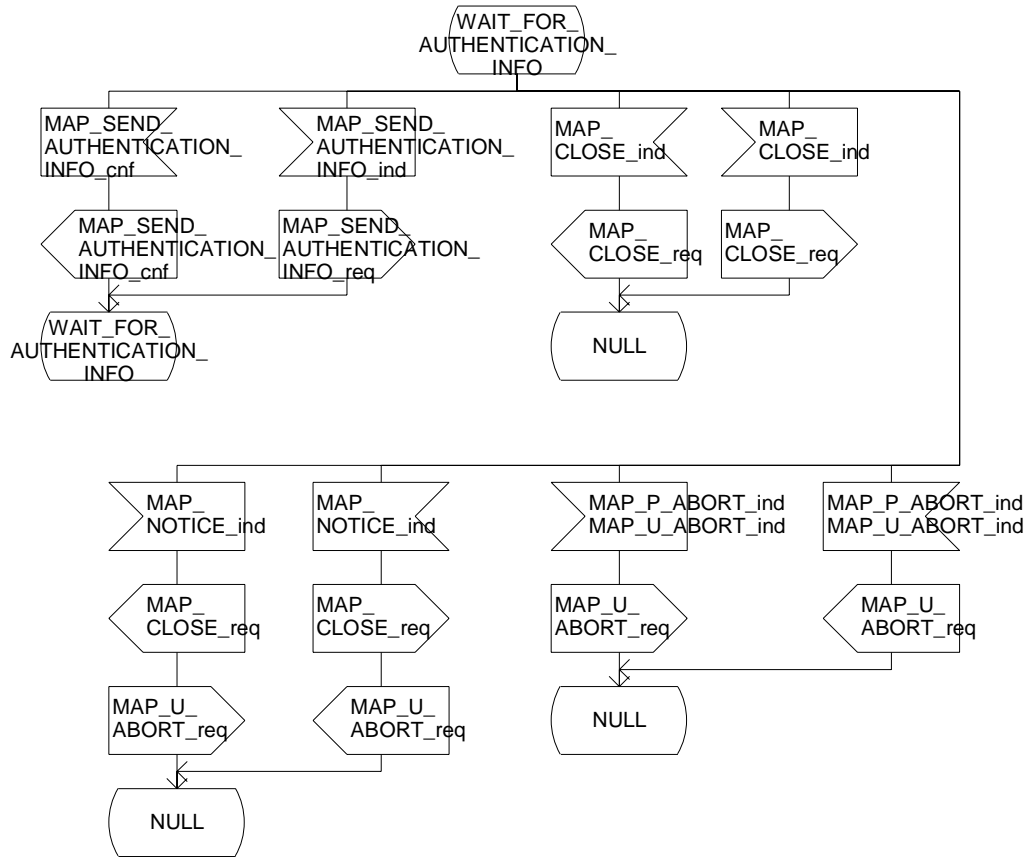 WAIT_FOR_
AUTHENTICATION_
INFO
MAP_SEND_
AUTHENTICATION_
INFO_cnf
MAP_SEND_
AUTHENTICATION_
INFO_ind
MAP_
CLOSE_ind
MAP_
CLOSE_ind
MAP_SEND_
AUTHENTICATION_
INFO_cnf
MAP_SEND_
AUTHENTICATION_
INFO_req
MAP_
CLOSE_req
MAP_
CLOSE_req
WAIT_FOR_
AUTHENTICATION_
INFO
NULL
MAP_
NOTICE_ind
MAP_
NOTICE_ind
MAP_P_ABORT_ind
MAP_U_ABORT_ind
MAP_P_ABORT_ind
MAP_U_ABORT_ind
MAP_
CLOSE_req
MAP_
CLOSE_req
MAP_U_
ABORT_req
MAP_U_
ABORT_req
MAP_U_
ABORT_req
MAP_U_
ABORT_req
NULL
NULL